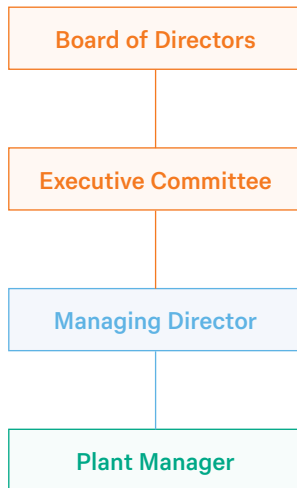 Board of Directors
Executive Committee
Managing Director
Plant Manager